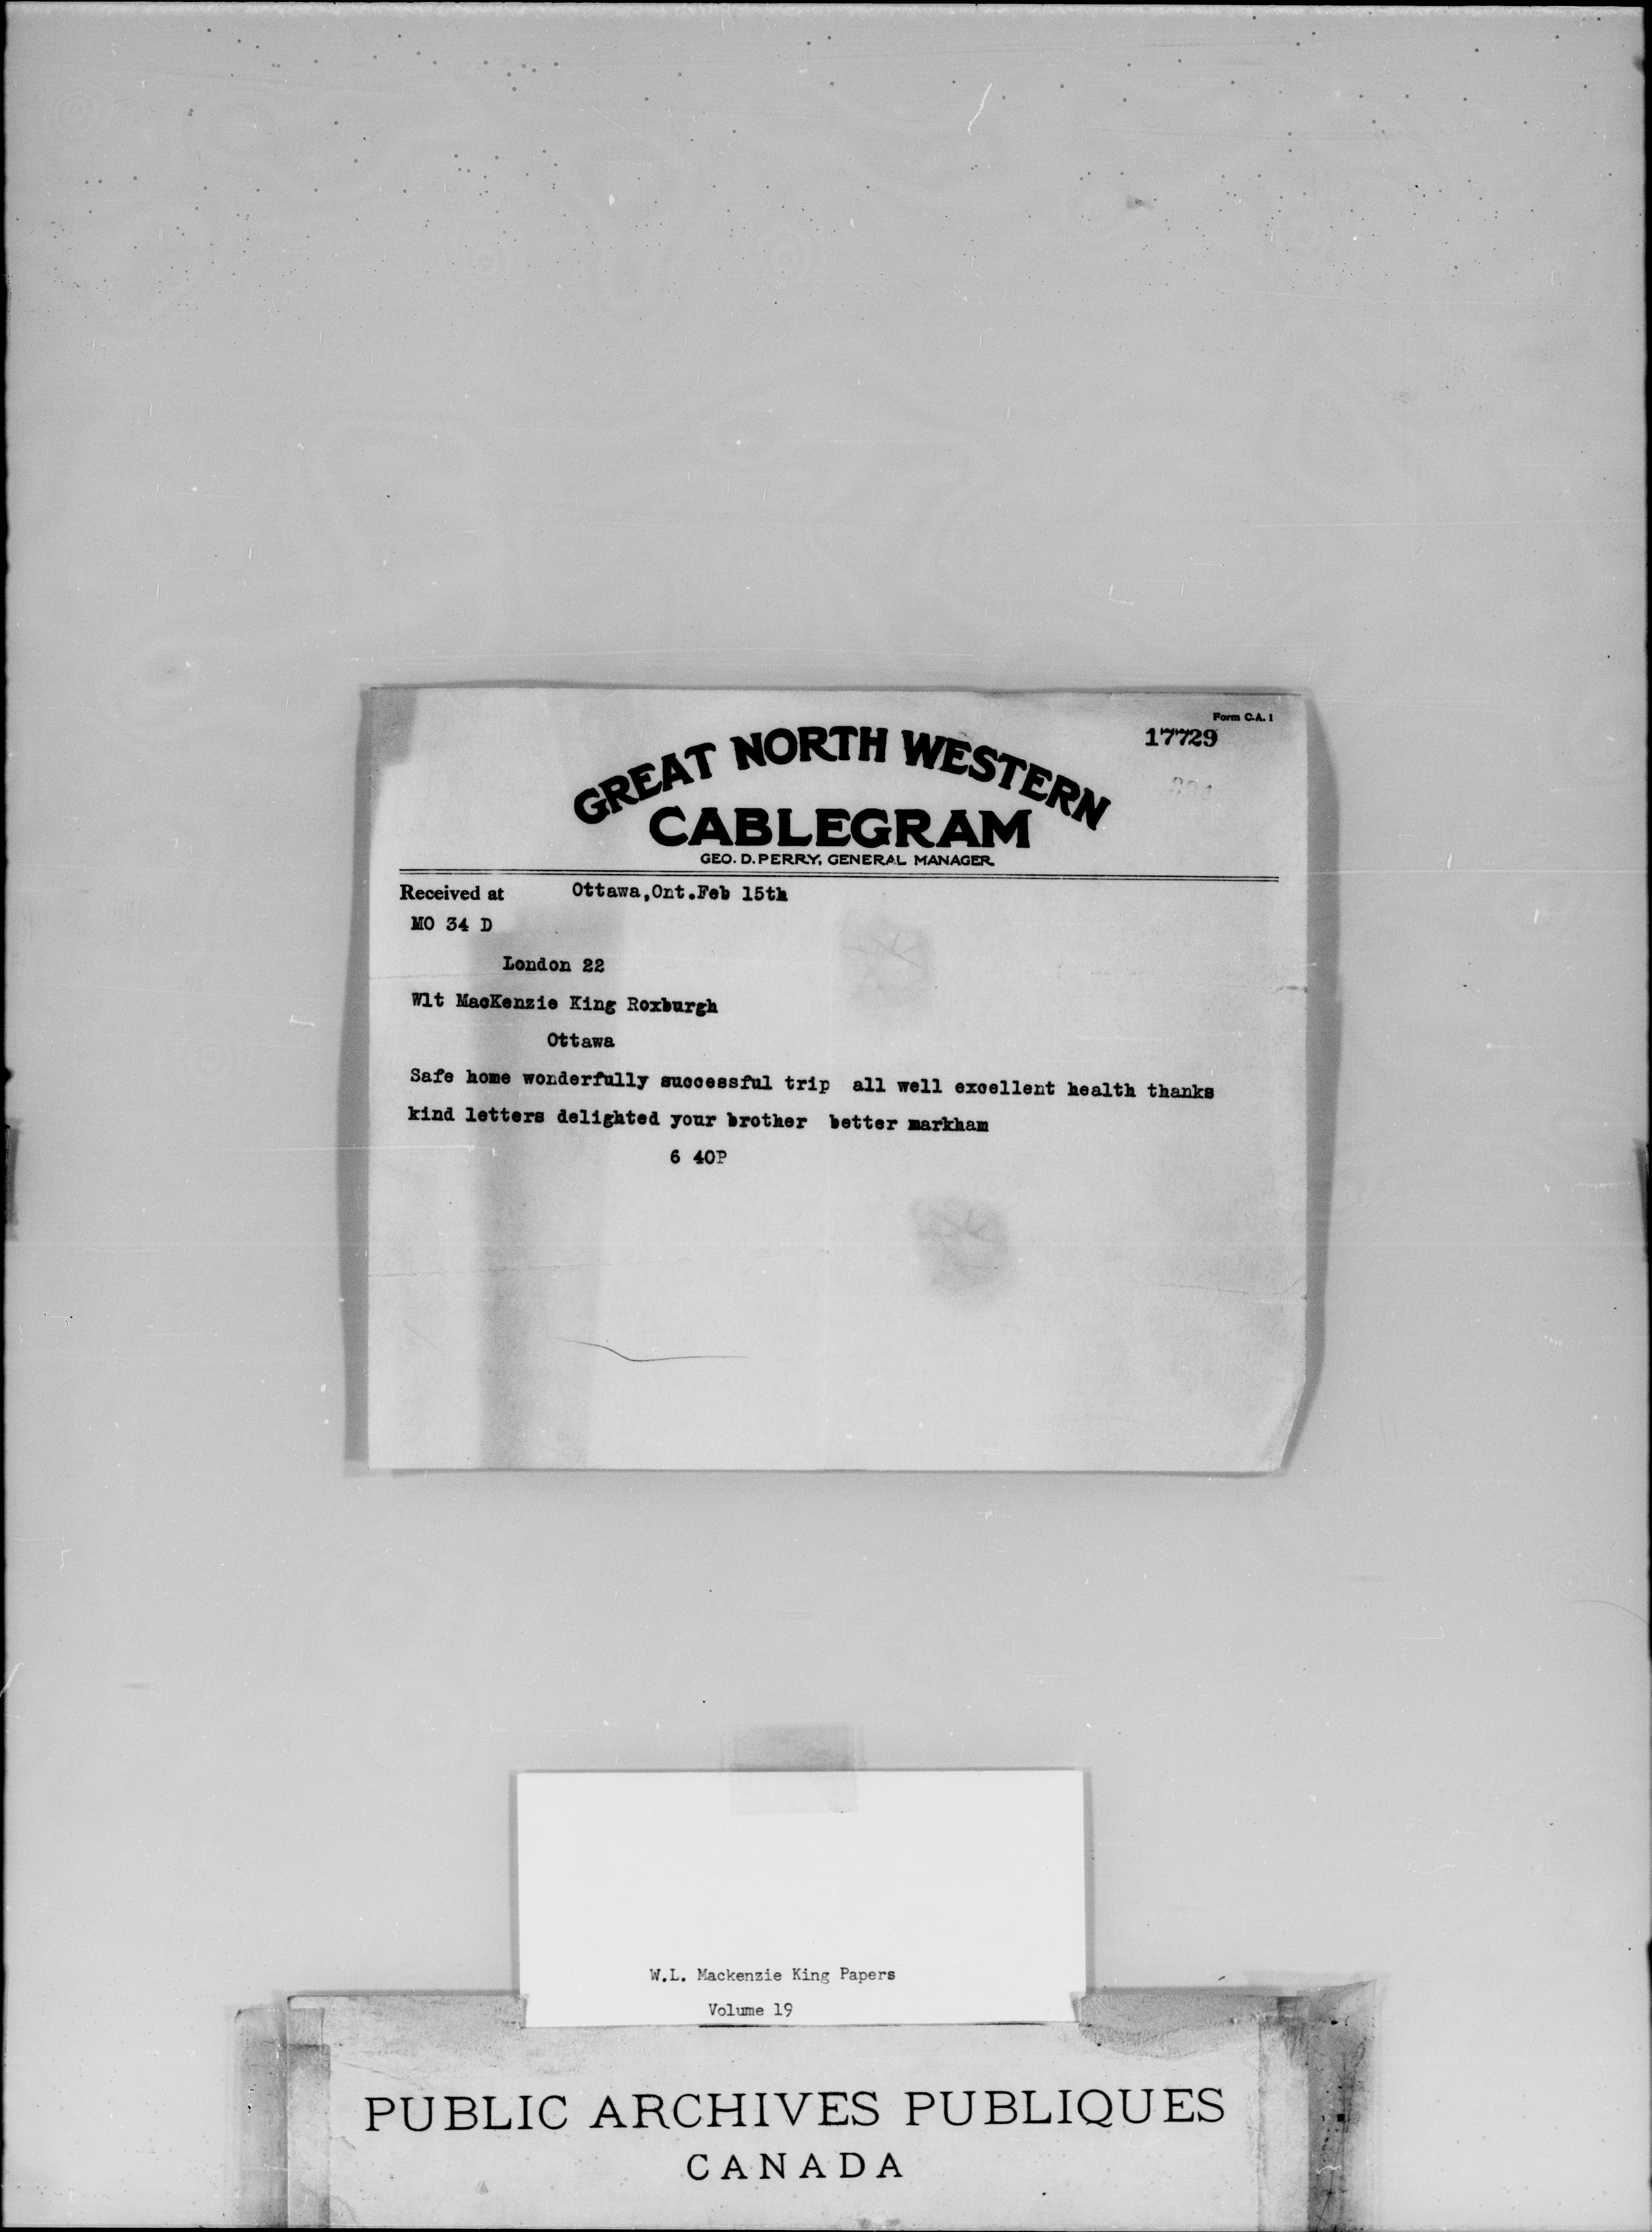 Form C.A. 1
17729
GREAT NORTH WESTERN
CABLEGRAM
GEO. D. PERRY, GENERAL MANAGER
Received at Ottawa,Ont.Feb 15th
MO 34 D
London 22
Wlt MacKenzie King Roxburgh
Ottawa
Safe home wonderfully successful trip all well excellent health thanks
kind letters delighted your brother better markham
6 40P
W.L. Mackenzie King Papers
Volume 19
PUBLIC ARCHIVES PUBLIQUES
CANADA